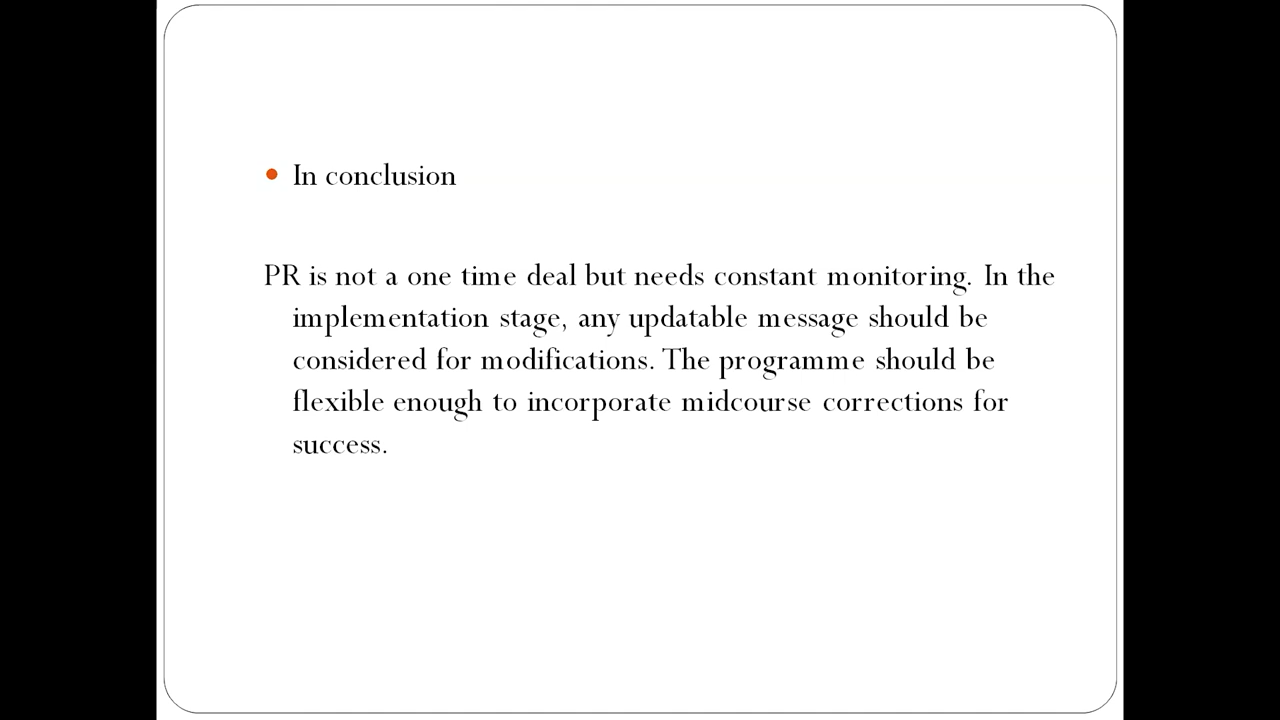 In conclusion
PR is not a one time deal but needs constant monitoring. In the
implementation stage, any updatable message should be
considered for modifications. The programme should be
flexible enough to incorporate midcourse corrections for
success.